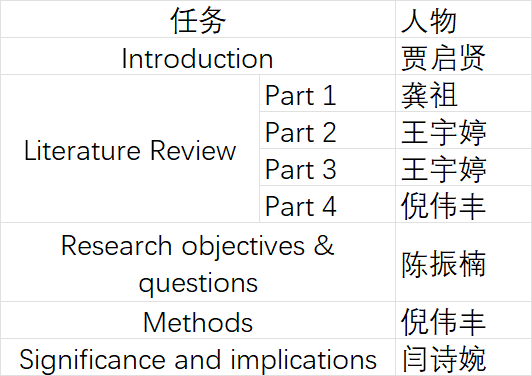 任务 人物
Introduction 贾启贤
Literature Review Part 1 龚祖
Part 2 王宇婷
Part 3 王宇婷
Part 4 倪伟丰
Research objectives &
questions 陈振楠
Methods 倪伟丰
Significance and implications 闫诗婉